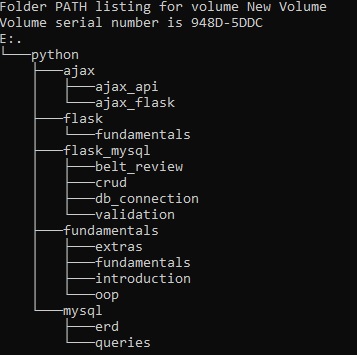 Folder PATH listing for volume New Volume
Volume serial number is 948D-5DDC
E:.
└───python
    ├───ajax
    │   ├───ajax_api
    │   └───ajax_flask
    ├───flask
    │   └───fundamentals
    ├───flask_mysql
    │   ├───belt_review
    │   ├───crud
    │   ├───db_connection
    │   └───validation
    ├───fundamentals
    │   ├───extras
    │   ├───fundamentals
    │   ├───introduction
    │   └───oop
    └───mysql
        ├───erd
        └───queries